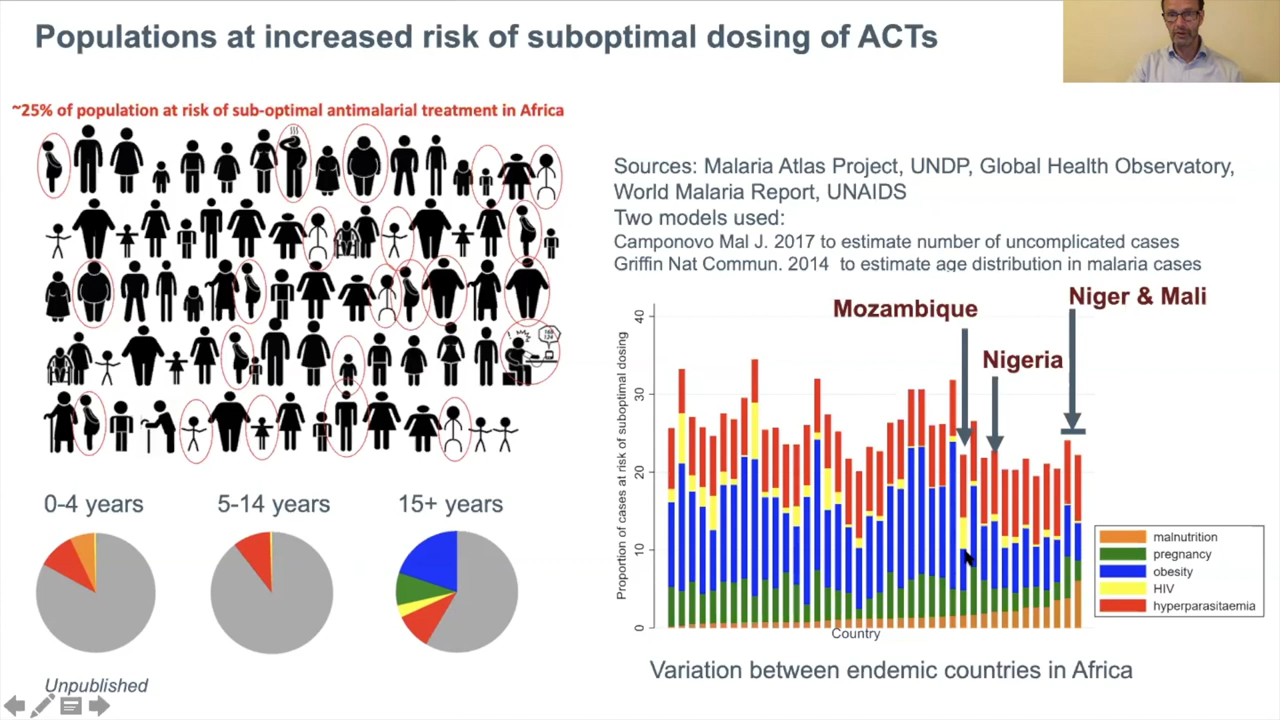 Populations at increased risk of suboptimal dosing of ACTs
~25% of population at risk of sub-optimal antimalarial treatment in Africa
Sources: Malaria Atlas Project, UNDP, Global Health Observatory,
World Malaria Report, UNAIDS
Two models used:
Camponovo Mal J. 2017 to estimate number of uncomplicated cases
Griffin Nat Commun. 2014 to estimate age distribution in malaria cases
Mozambique
Niger & Mali
Nigeria
Proportion of cases at risk of suboptimal dosing
40
30
20
10
0
Country
malnutrition
pregnancy
obesity
HIV
hyperparasitaemia
Variation between endemic countries in Africa
0-4 years
5-14 years
15+ years
Unpublished